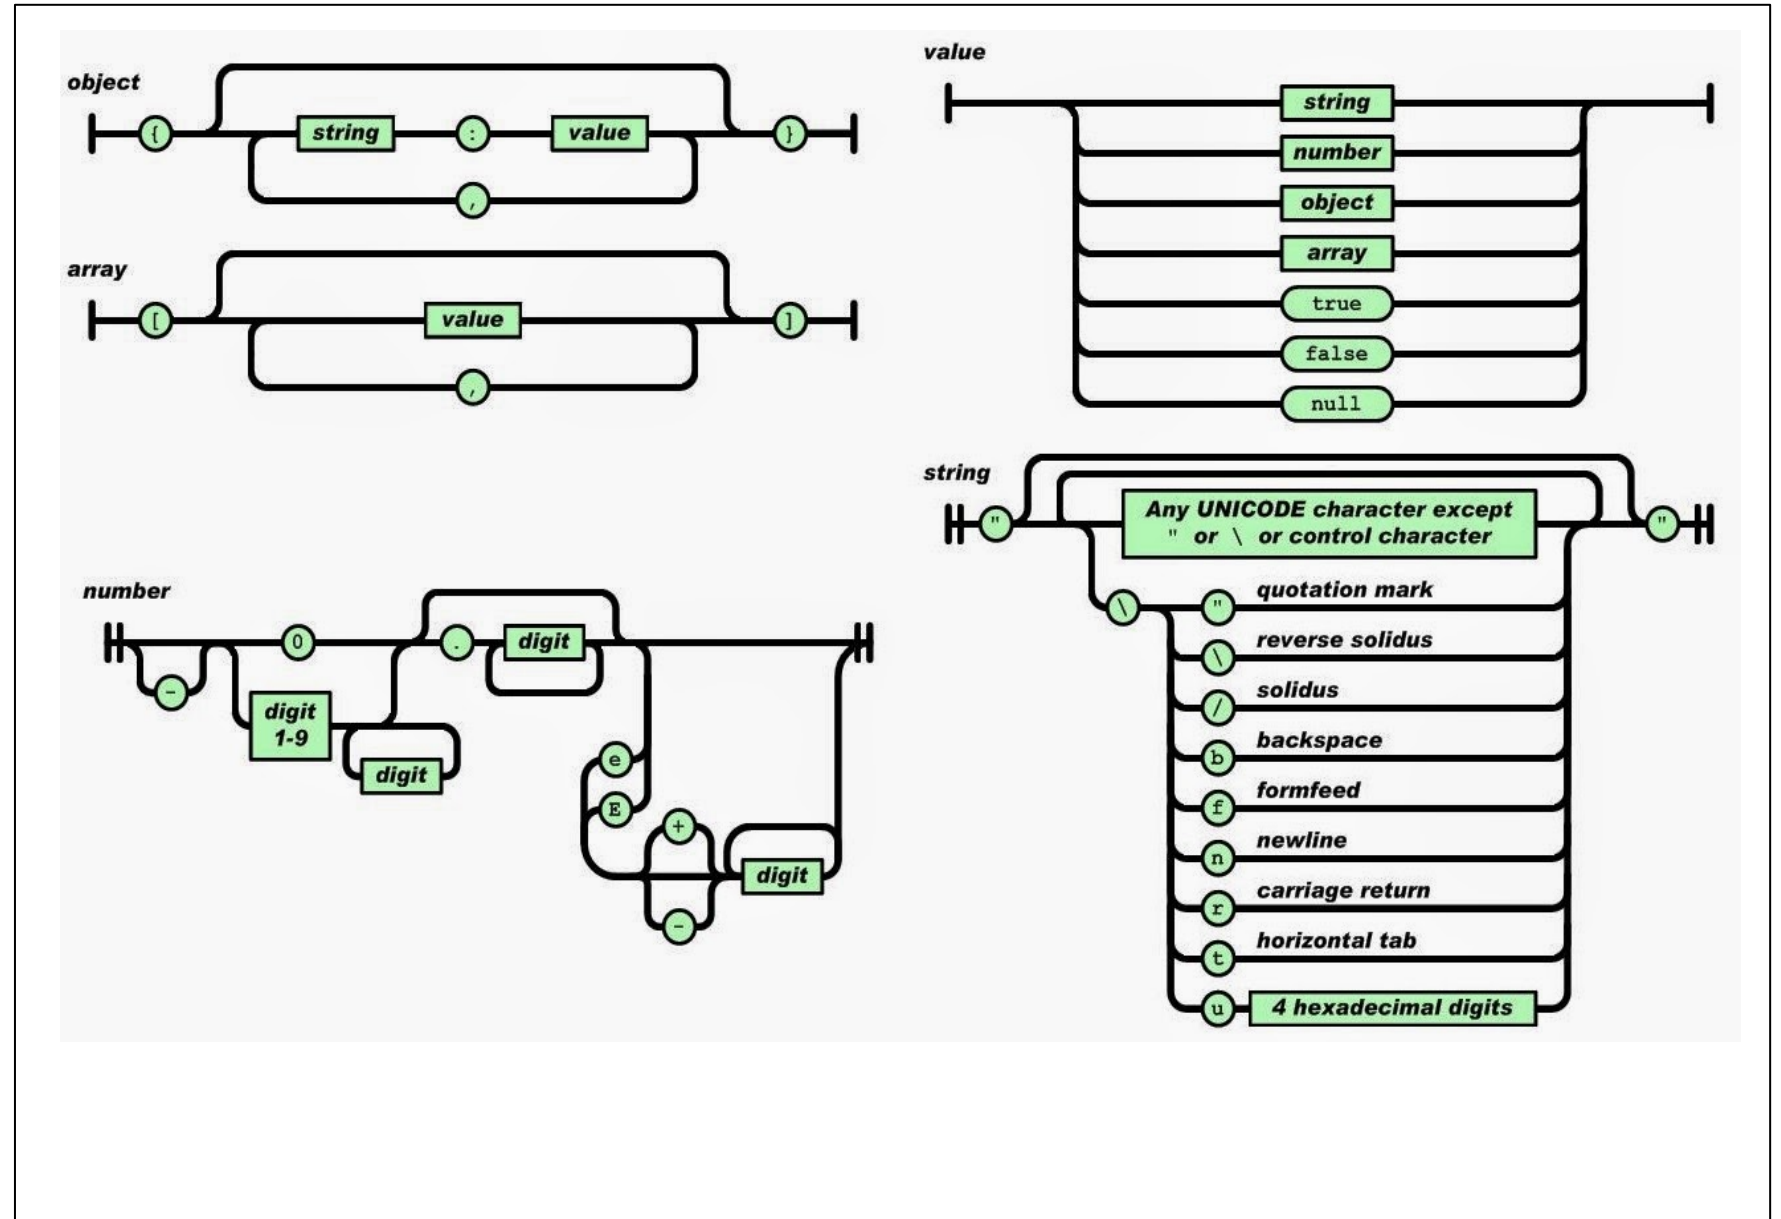 object
{
string
:
value
}
,
array
[
value
]
,
value
string
number
object
array
true
false
null
string
"
Any UNICODE character except
" or \ or control character
"
\
" quotation mark
\ reverse solidus
/ solidus
b backspace
f formfeed
n newline
r carriage return
t horizontal tab
u 4 hexadecimal digits
number
0
.
digit
-
digit
1-9
digit
e
E
+
digit
-